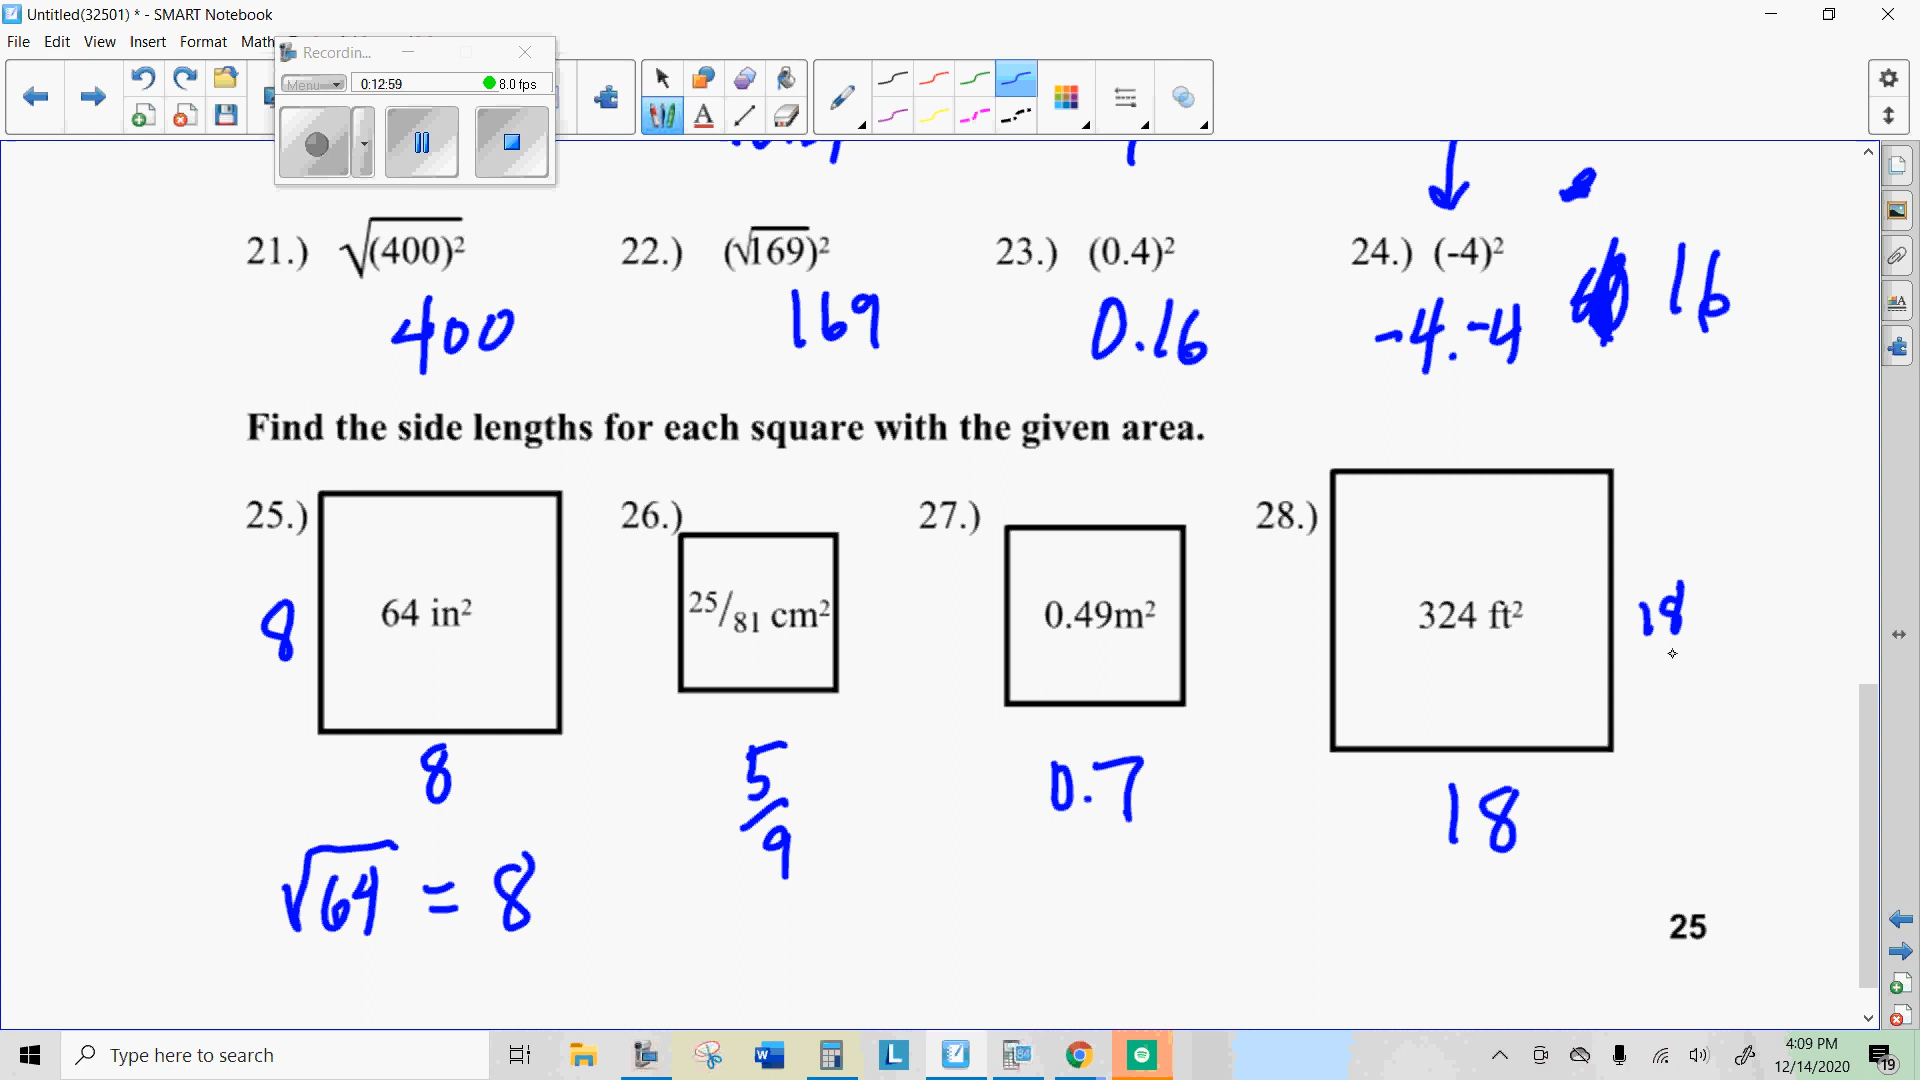 Untitled(32501) * - SMART Notebook
File Edit View Insert Format Math
Recordin...
Menu 0:12:59 8.0 fps
21.) √(400)² 22.) (√169)² 23.) (0.4)² 24.) (-4)² 16
400 169 0.16 -4.-4
Find the side lengths for each square with the given area.
25.) 26.) 27.) 28.)
8 64 in² 25/81 cm² 0.49m² 324 ft² 18
8 5/9 0.7 18
√64 = 8
25
Type here to search
4:09 PM
12/14/2020
19